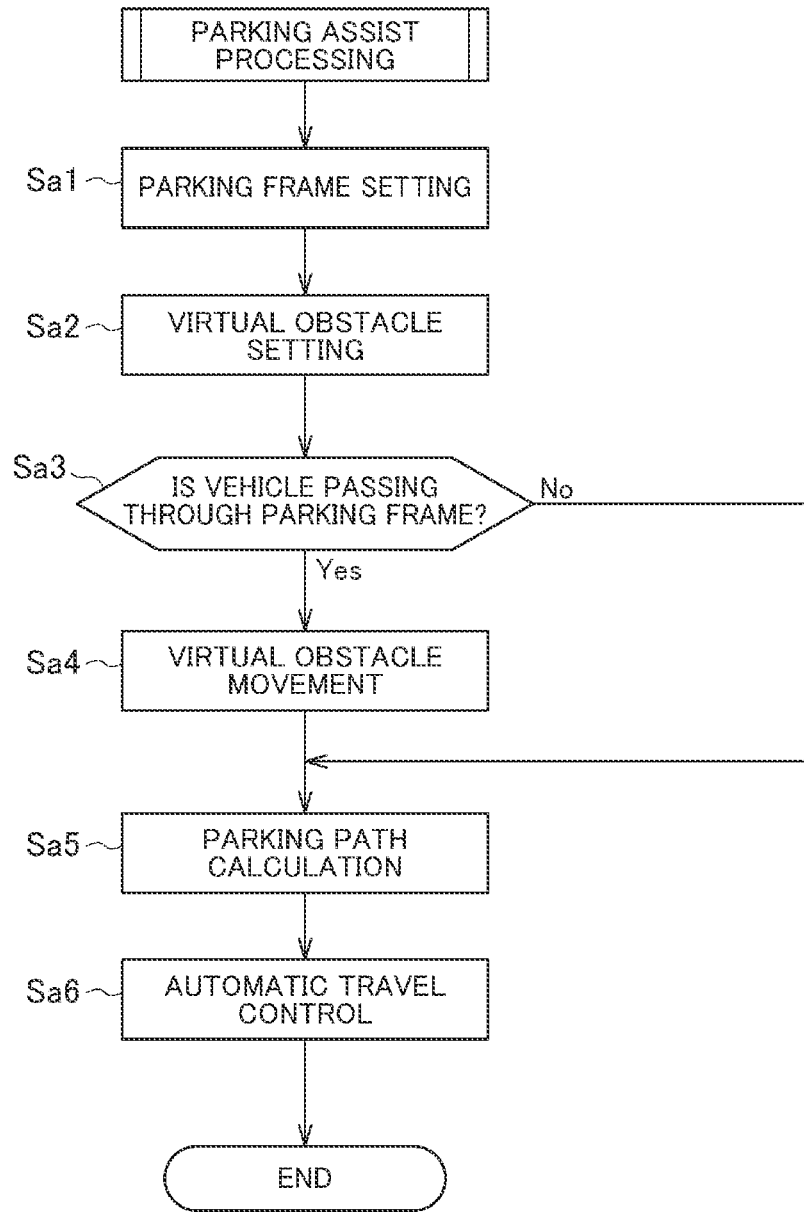 PARKING ASSIST
PROCESSING
Sa1
PARKING FRAME SETTING
Sa2
VIRTUAL OBSTACLE
SETTING
Sa3
IS VEHICLE PASSING
THROUGH PARKING FRAME?
No
Yes
Sa4
VIRTUAL OBSTACLE
MOVEMENT
Sa5
PARKING PATH
CALCULATION
Sa6
AUTOMATIC TRAVEL
CONTROL
END